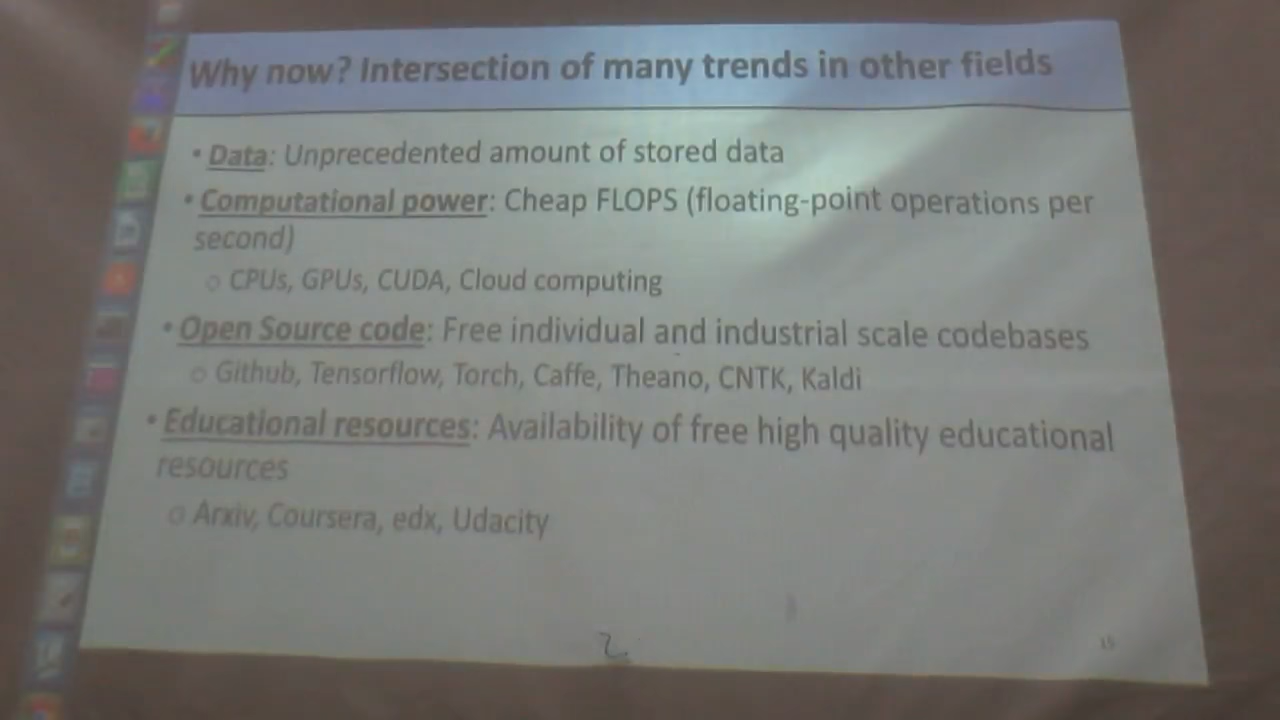 Why now? Intersection of many trends in other fields
• Data: Unprecedented amount of stored data
• Computational power: Cheap FLOPS (floating-point operations per
second)
o CPUs, GPUs, CUDA, Cloud computing
• Open Source code: Free individual and industrial scale codebases
o Github, Tensorflow, Torch, Caffe, Theano, CNTK, Kaldi
• Educational resources: Availability of free high quality educational
resources
o Arxiv, Coursera, edx, Udacity
2
15